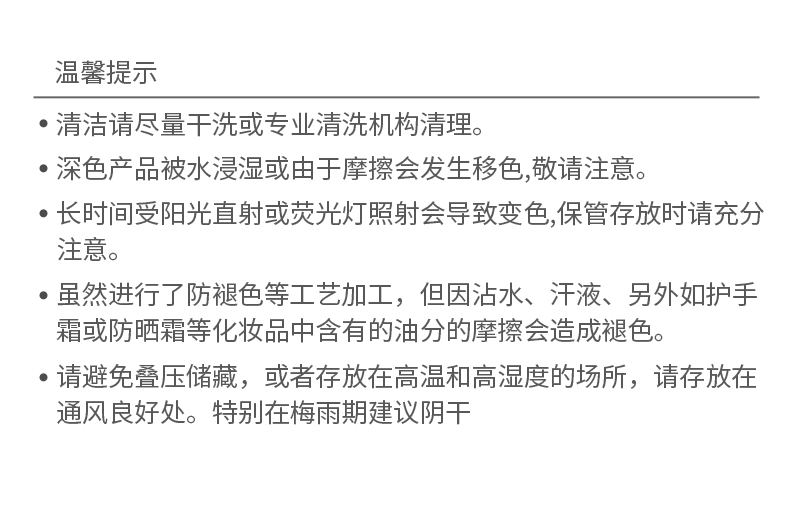 温馨提示
• 清洁请尽量干洗或专业清洗机构清理。
• 深色产品被水浸湿或由于摩擦会发生移色,敬请注意。
• 长时间受阳光直射或荧光灯照射会导致变色,保管存放时请充分
注意。
• 虽然进行了防褪色等工艺加工，但因沾水、汗液、另外如护手
霜或防晒霜等化妆品中含有的油分的摩擦会造成褪色。
• 请避免叠压储藏，或者存放在高温和高湿度的场所，请存放在
通风良好处。特别在梅雨期建议阴干